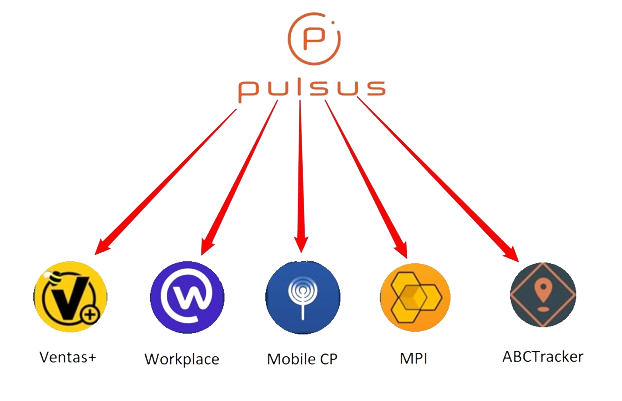 P
pulsus
V+
W
Ventas+
Workplace
Mobile CP
MPI
ABCTracker